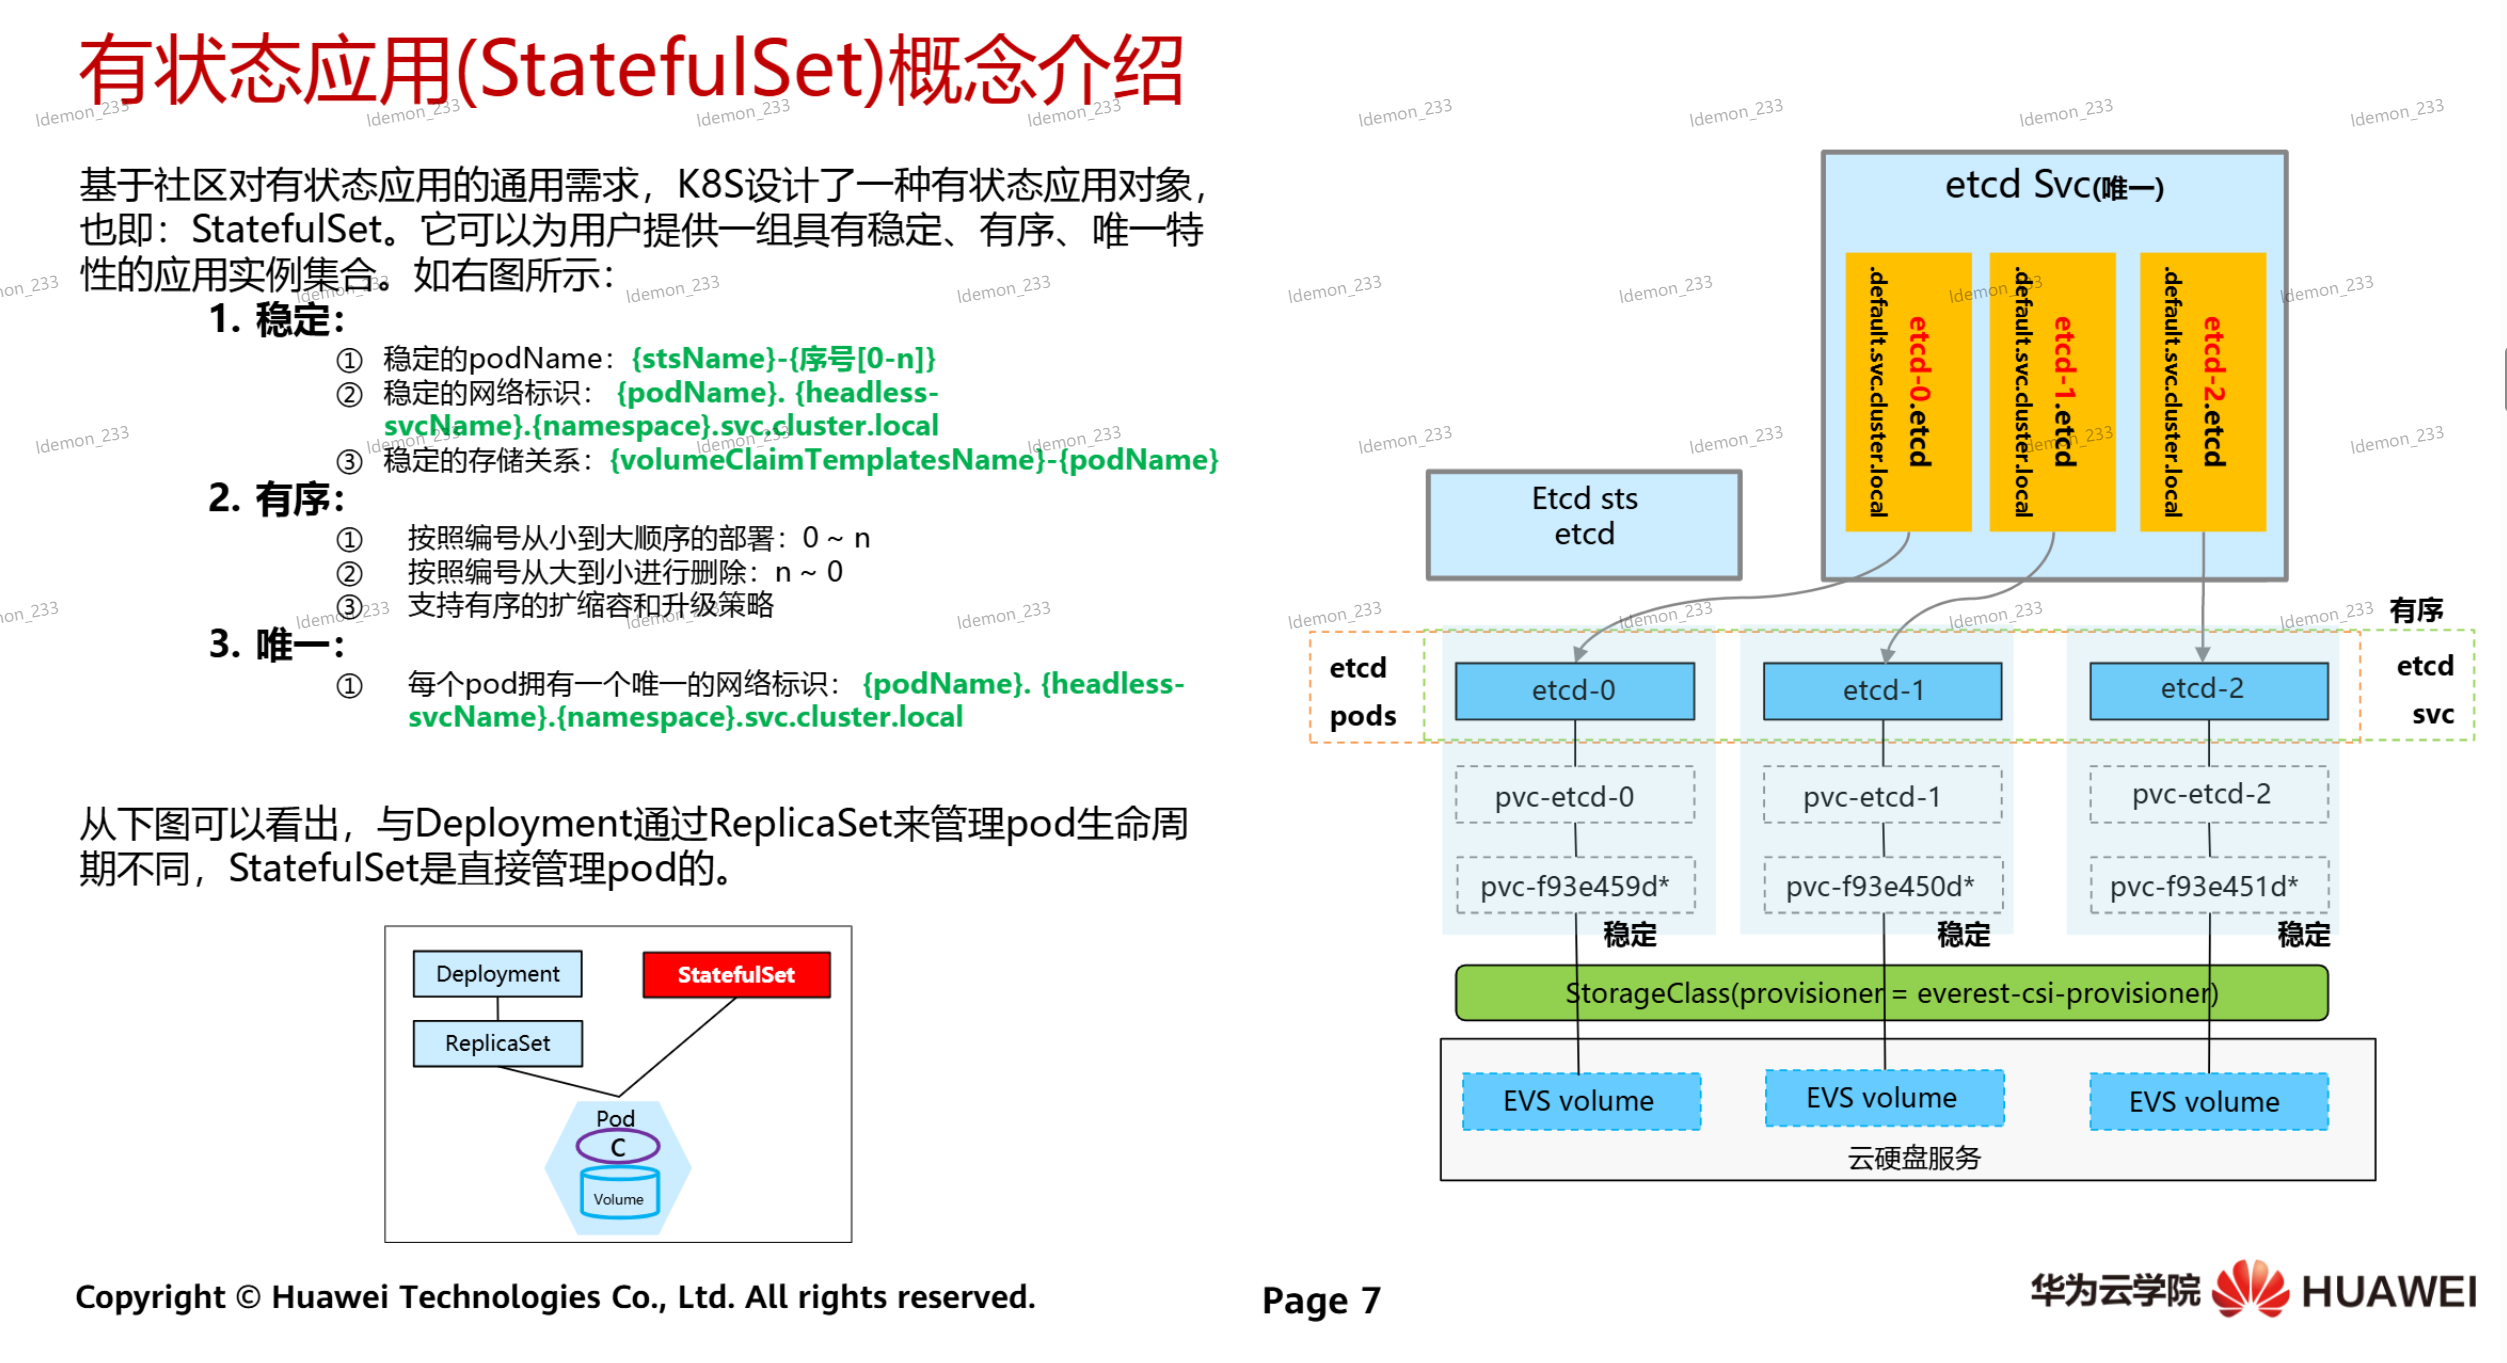 有状态应用(StatefulSet)概念介绍
基于社区对有状态应用的通用需求，K8S设计了一种有状态应用对象，
也即：StatefulSet。它可以为用户提供一组具有稳定、有序、唯一特
性的应用实例集合。如右图所示：
1. 稳定：
① 稳定的podName：{stsName}-{序号[0-n]}
② 稳定的网络标识： {podName}. {headless-
svcName}.{namespace}.svc.cluster.local
③ 稳定的存储关系：{volumeClaimTemplatesName}-{podName}
2. 有序：
① 按照编号从小到大顺序的部署：0 ~ n
② 按照编号从大到小进行删除：n ~ 0
③ 支持有序的扩缩容和升级策略
3. 唯一：
① 每个pod拥有一个唯一的网络标识： {podName}. {headless-
svcName}.{namespace}.svc.cluster.local
从下图可以看出，与Deployment通过ReplicaSet来管理pod生命周
期不同，StatefulSet是直接管理pod的。
Deployment
StatefulSet
ReplicaSet
Pod
C
Volume
etcd Svc(唯一)
etcd-0.etcd
.default.svc.cluster.local
etcd-1.etcd
.default.svc.cluster.local
etcd-2.etcd
.default.svc.cluster.local
Etcd sts
etcd
有序
etcd
pods
etcd-0
etcd-1
etcd-2
etcd
svc
pvc-etcd-0
pvc-etcd-1
pvc-etcd-2
pvc-f93e459d*
pvc-f93e450d*
pvc-f93e451d*
稳定
稳定
稳定
StorageClass(provisioner = everest-csi-provisioner)
EVS volume
EVS volume
EVS volume
云硬盘服务
Copyright © Huawei Technologies Co., Ltd. All rights reserved.
Page 7
华为云学院
HUAWEI
ldemon_233